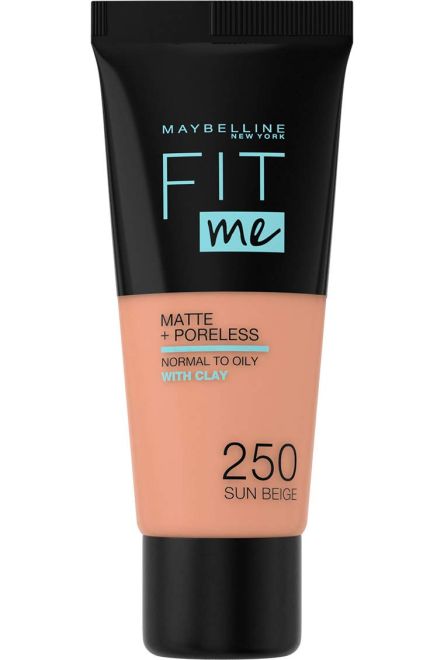 MAYBELLINE
NEW YORK
FIT
me
MATTE
+ PORELESS
NORMAL TO OILY
WITH CLAY
250
SUN BEIGE